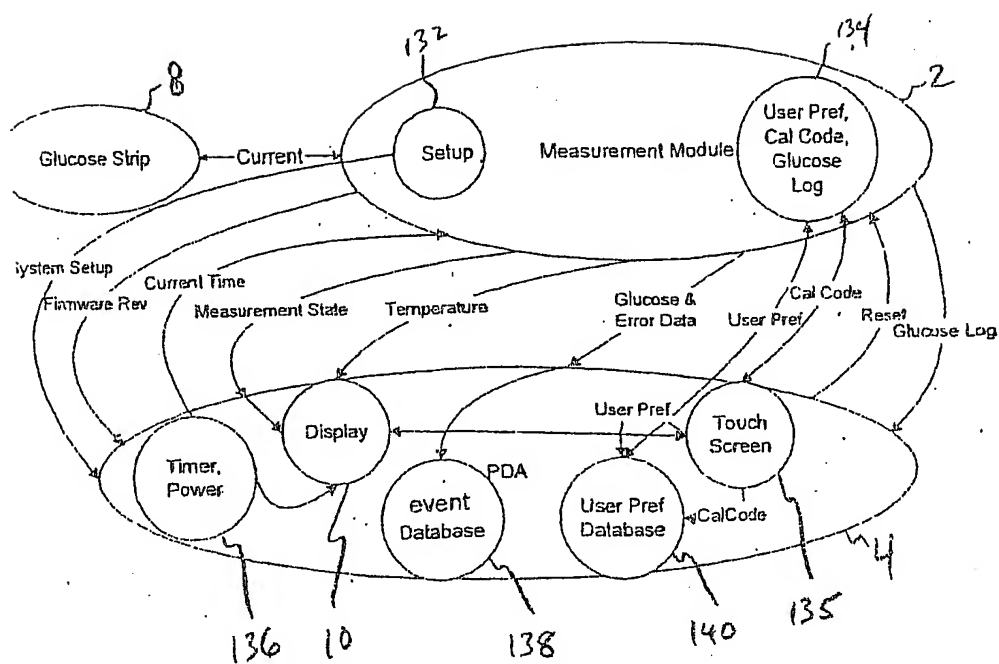 132
134
8
2
Glucose Strip
Current
Setup
Measurement Module
User Pref,
Cal Code,
Glucose
Log
System Setup
Firmware Rev
Current Time
Measurement State
Temperature
Glucose &
Error Data
User Pref
Cal Code
Reset
Glucose Log
Timer,
Power
Display
User Pref
Touch
Screen
PDA
event
Database
User Pref
Database
CalCode
4
136
10
138
140
135